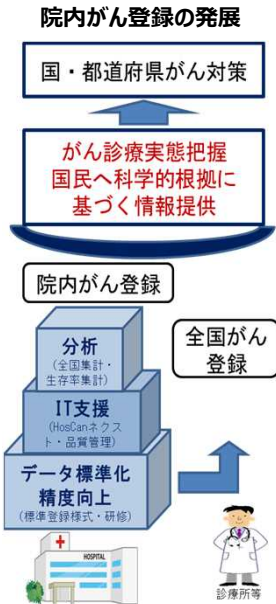 院内がん登録の発展
国・都道府県がん対策
がん診療実態把握
国民へ科学的根拠に
基づく情報提供
院内がん登録
全国がん
登録
分析
(全国集計・
生存率集計)
IT支援
(HosCanネクス
ト・品質管理)
データ標準化
精度向上
(標準登録様式・研修)
HOSPITAL
診療所等